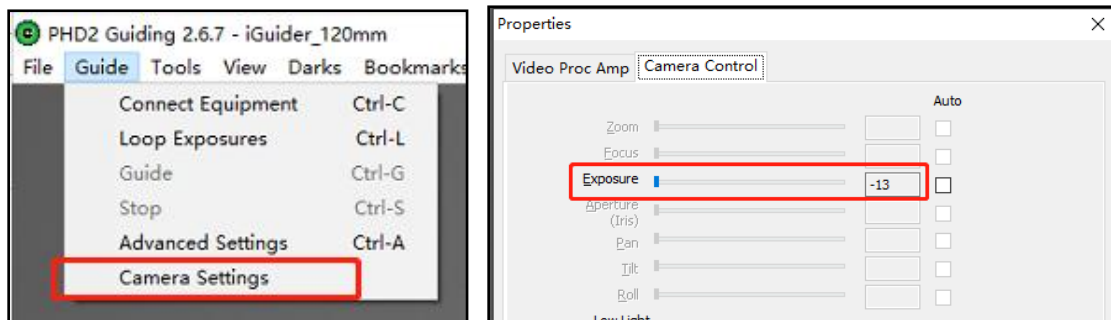 PHD2 Guiding 2.6.7 - iGuider_120mm
File Guide Tools View Darks Bookmarks
Connect Equipment Ctrl-C
Loop Exposures Ctrl-L
Guide Ctrl-G
Stop Ctrl-S
Advanced Settings Ctrl-A
Camera Settings
Properties
Video Proc Amp Camera Control
Auto
Zoom
Focus
Exposure -13
Aperture
(Iris)
Pan
Tilt
Roll
Low Light